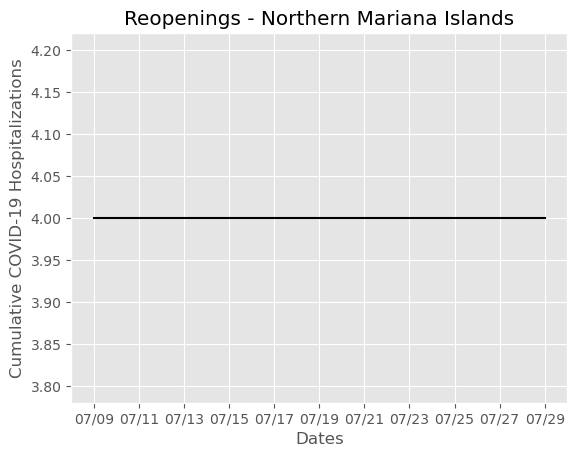 Reopenings - Northern Mariana Islands
Cumulative COVID-19 Hospitalizations
4.20
4.15
4.10
4.05
4.00
3.95
3.90
3.85
3.80
07/09 07/11 07/13 07/15 07/17 07/19 07/21 07/23 07/25 07/27 07/29
Dates